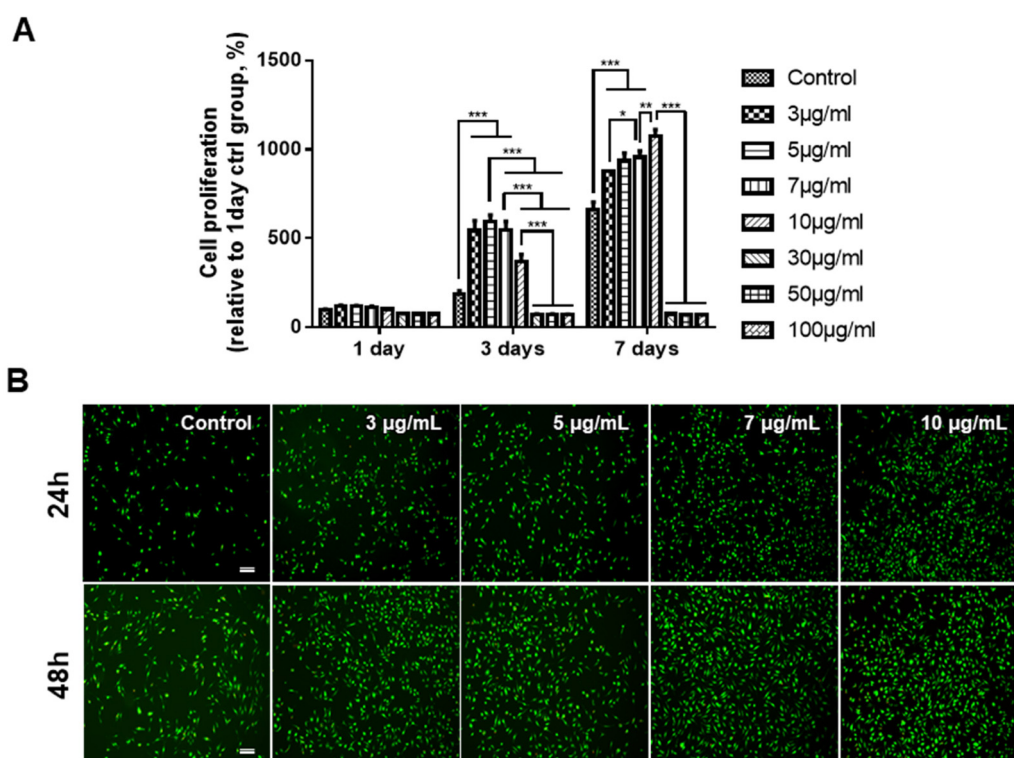 A
Cell proliferation
(relative to 1day ctrl group, %)
1500
1000
500
0
***
***
***
***
***
*
**
***
1 day
3 days
7 days
Control
3µg/ml
5µg/ml
7µg/ml
10µg/ml
30µg/ml
50µg/ml
100µg/ml
B
Control
3 µg/mL
5 µg/mL
7 µg/mL
10 µg/mL
24h
48h